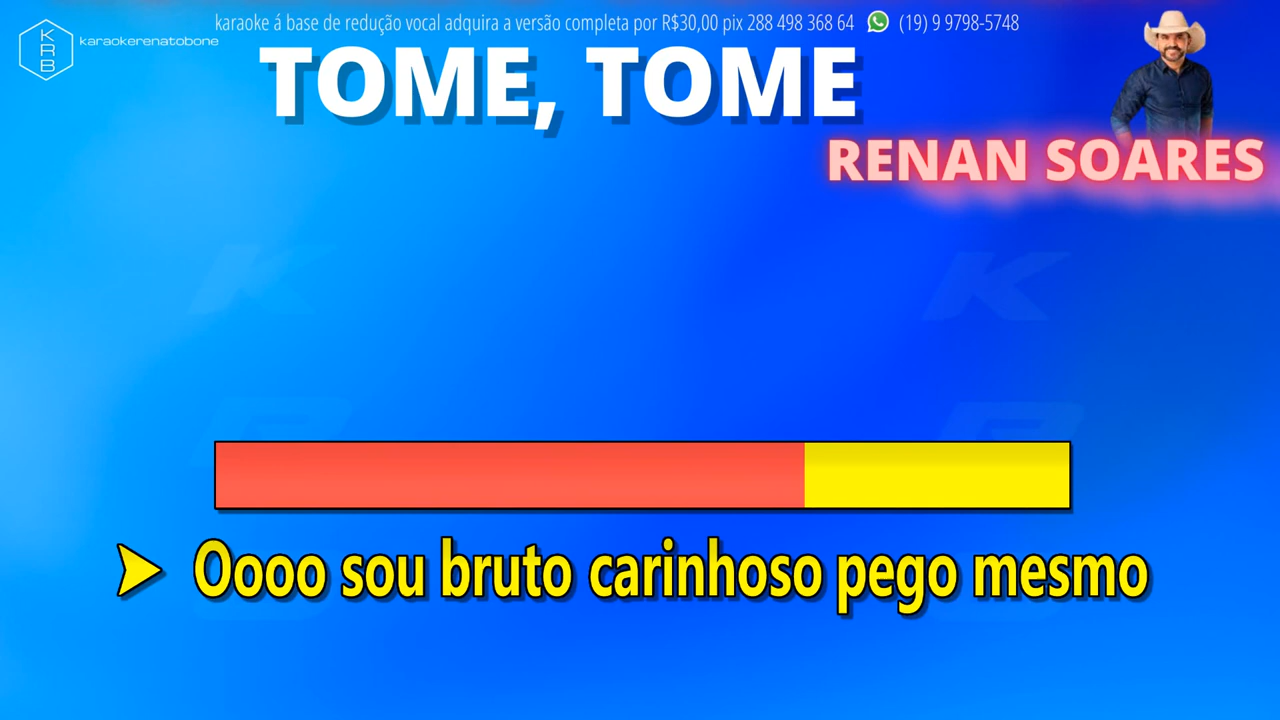 karaoke á base de redução vocal adquira a versão completa por R$30,00 pix 288 498 368 64 (19) 9 9798-5748
KRB karaokerenatobone
TOME, TOME
RENAN SOARES
K K
B B
Oooo sou bruto carinhoso pego mesmo